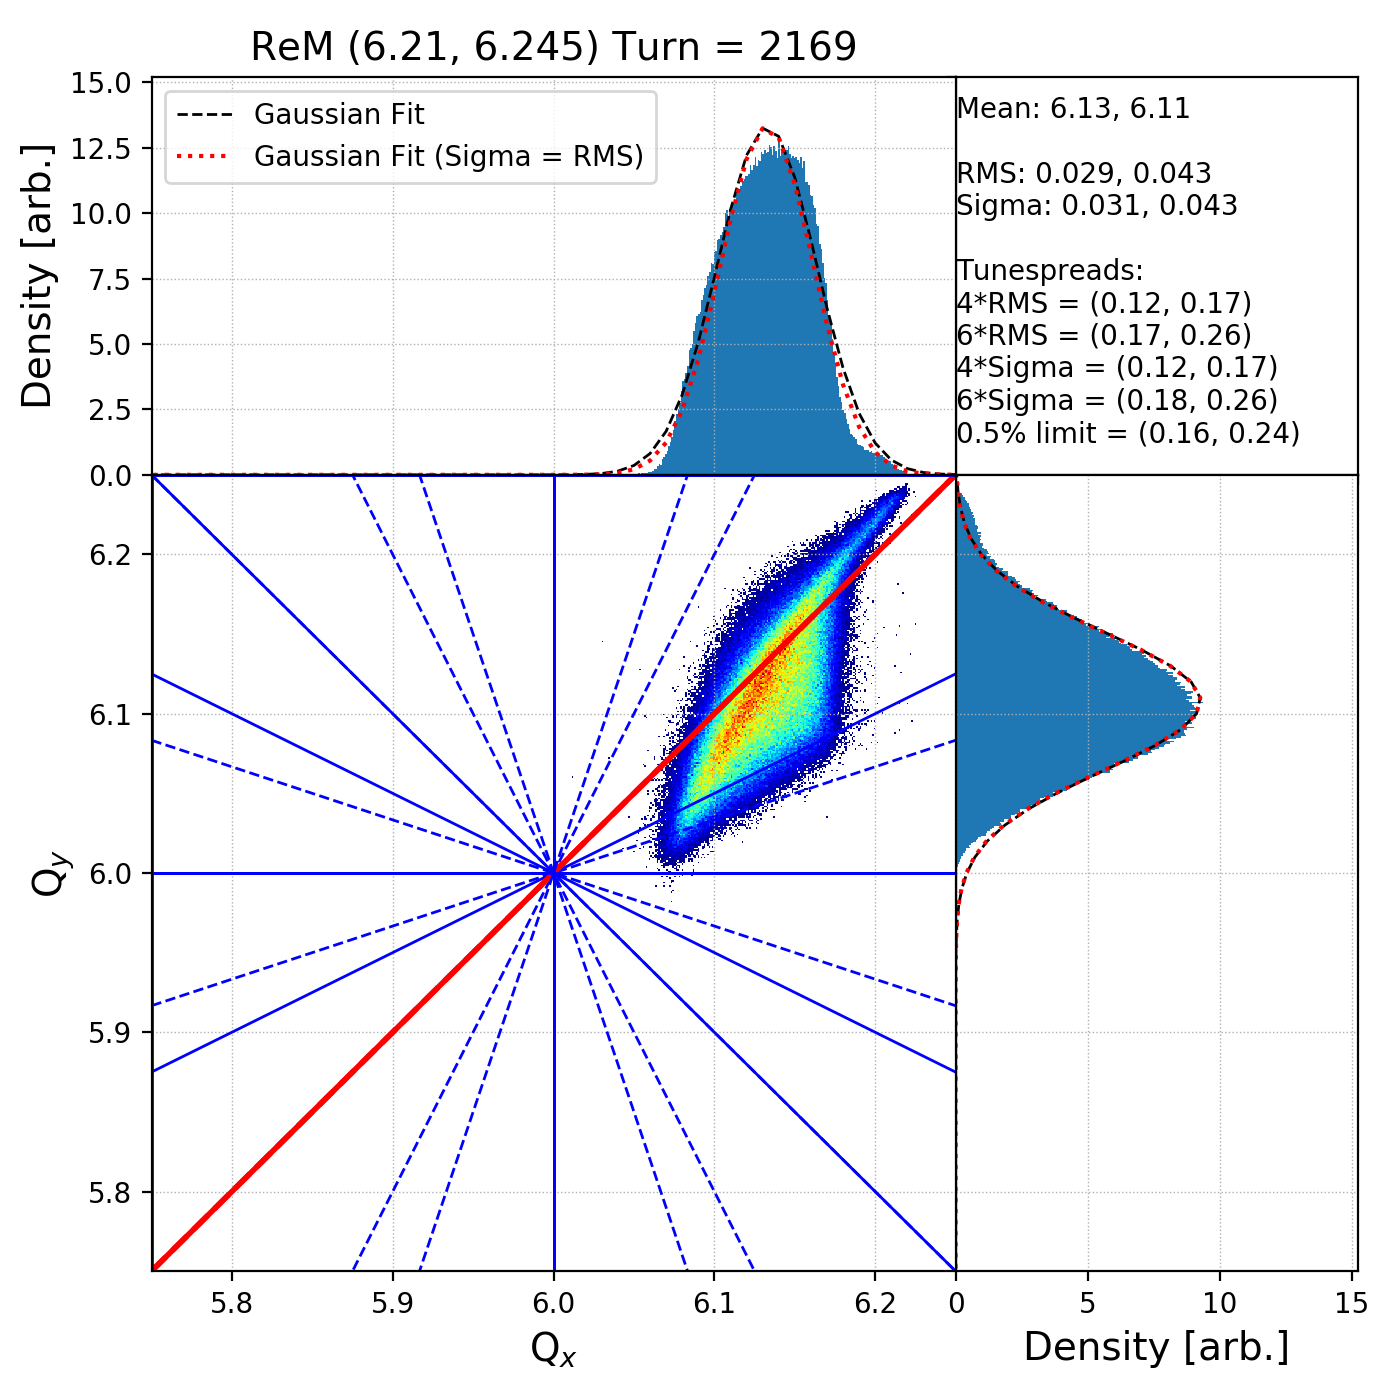 ReM (6.21, 6.245) Turn = 2169
15.0
12.5
10.0
7.5
5.0
2.5
0.0
Density [arb.]
Gaussian Fit
Gaussian Fit (Sigma = RMS)
Mean: 6.13, 6.11
RMS: 0.029, 0.043
Sigma: 0.031, 0.043
Tunespreads:
4*RMS = (0.12, 0.17)
6*RMS = (0.17, 0.26)
4*Sigma = (0.12, 0.17)
6*Sigma = (0.18, 0.26)
0.5% limit = (0.16, 0.24)
6.2
6.1
6.0
5.9
5.8
Qy
5.8 5.9 6.0 6.1 6.2
Qx
0 5 10 15
Density [arb.]